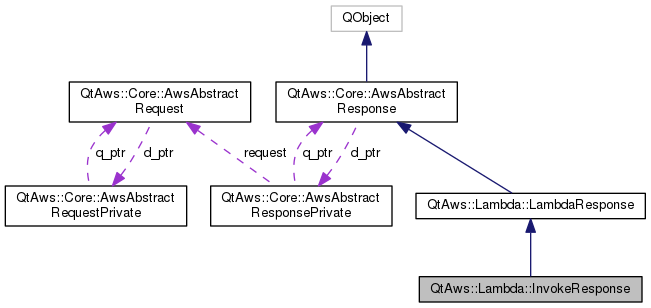 QObject
QtAws::Core::AwsAbstract
Request
QtAws::Core::AwsAbstract
Response
q_ptr
d_ptr
request
q_ptr
d_ptr
QtAws::Core::AwsAbstract
RequestPrivate
QtAws::Core::AwsAbstract
ResponsePrivate
QtAws::Lambda::LambdaResponse
QtAws::Lambda::InvokeResponse